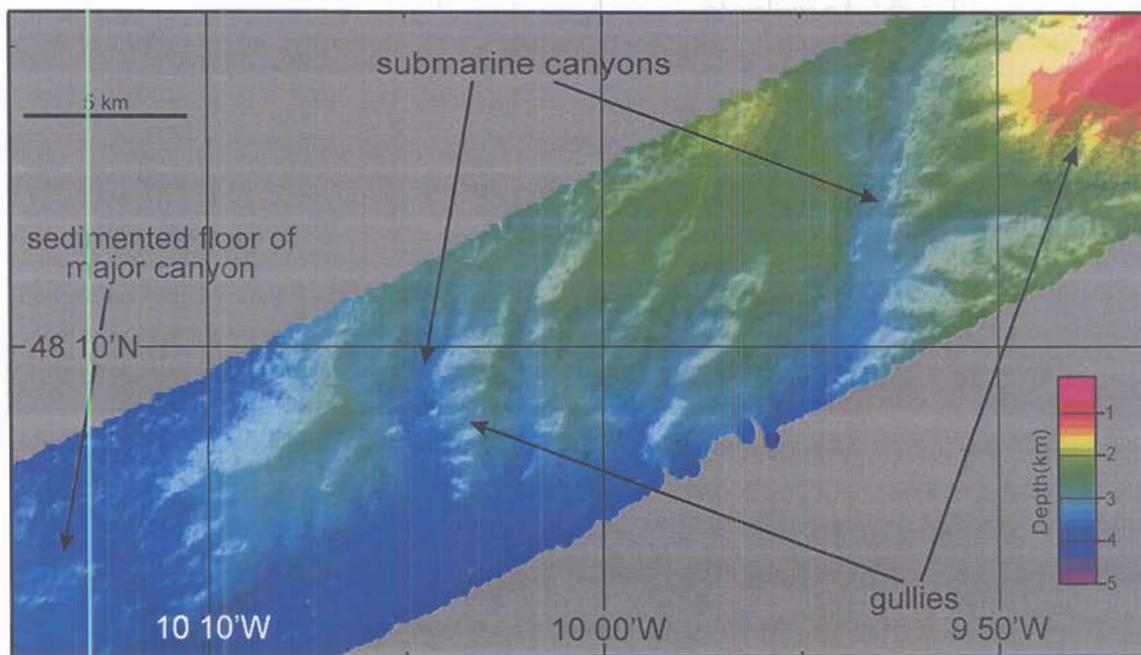 submarine canyons
5 km
sedimented floor of
major canyon
48 10'N
Depth(km)
1
2
3
4
5
gullies
10 10'W
10 00'W
9 50'W